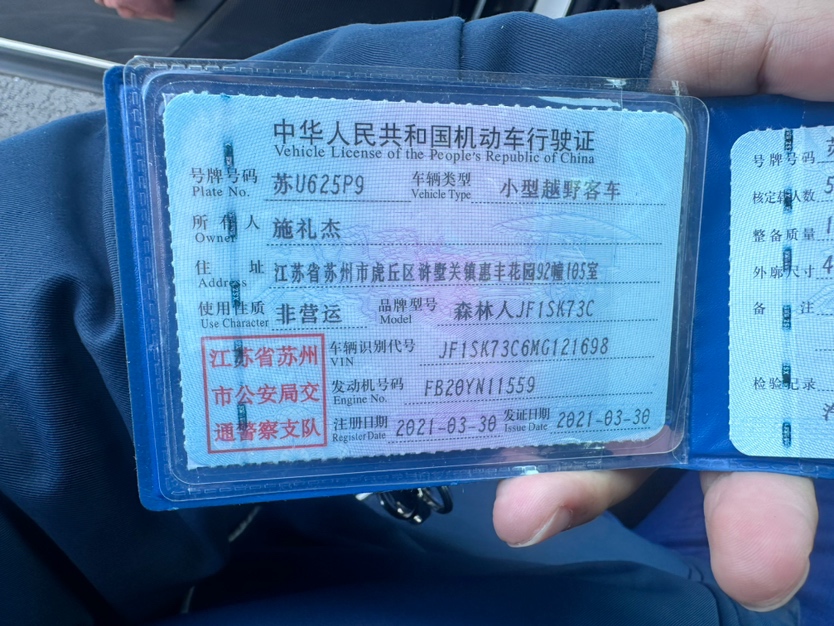 中华人民共和国机动车行驶证
Vehicle License of the People's Republic of China
号牌号码 苏U625P9 车辆类型 小型越野客车
Plate No. Vehicle Type
所有人 施礼杰
Owner
住址 江苏省苏州市虎丘区浒墅关镇惠丰花园92幢105室
Address
使用性质 非营运 品牌型号 森林人JF1SK73C
Use Character Model
江苏省苏州
市公安局交
通警察支队
车辆识别代号 JF1SK73C6MG121698
VIN
发动机号码 FB20YN11559
Engine No.
注册日期 2021-03-30 发证日期 2021-03-30
Register Date Issue Date
号牌号码
核定载人数 5
整备质量 1
外廓尺寸 4
备注
检验记录